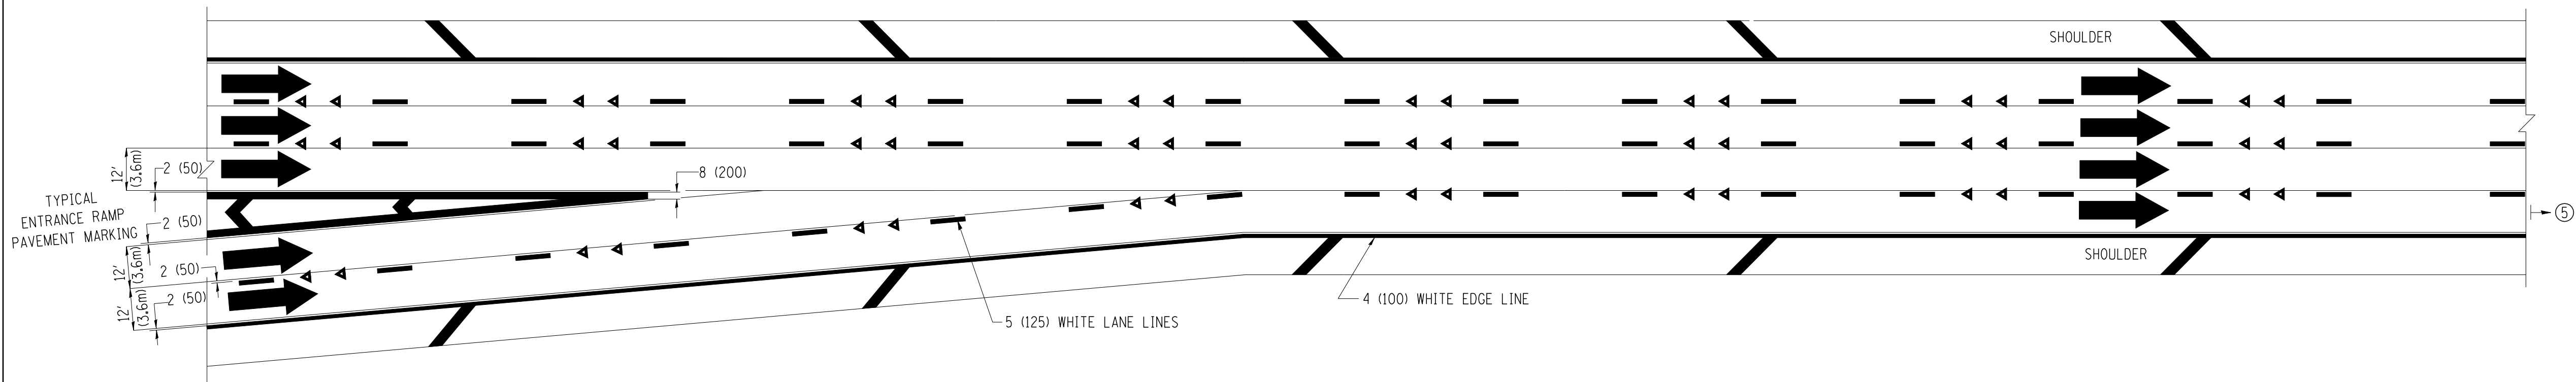 SHOULDER
12'
(3.6m)
2 (50)
8 (200)
TYPICAL
ENTRANCE RAMP
PAVEMENT MARKING
2 (50)
12'
(3.6m)
2 (50)
12'
(3.6m)
2 (50)
5
SHOULDER
4 (100) WHITE EDGE LINE
5 (125) WHITE LANE LINES